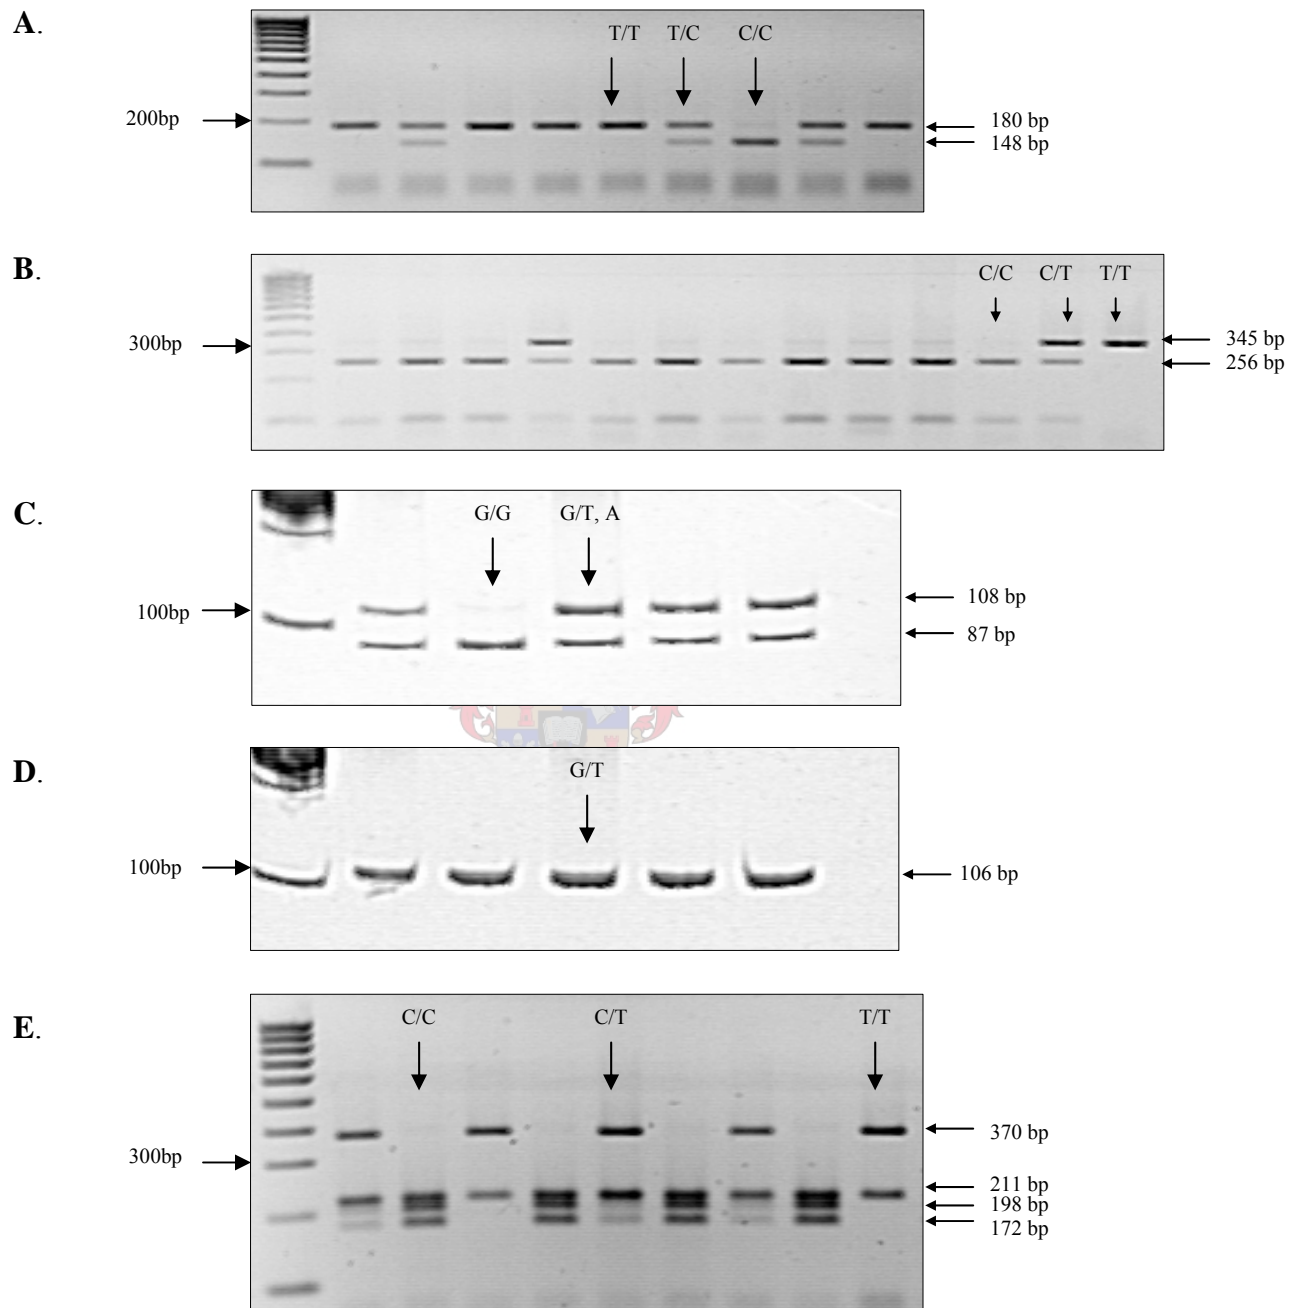 A.
T/T T/C C/C
200bp
180 bp
148 bp
B.
C/C C/T T/T
300bp
345 bp
256 bp
C.
G/G G/T, A
100bp
108 bp
87 bp
D.
G/T
100bp
106 bp
E.
C/C C/T T/T
370 bp
300bp
211 bp
198 bp
172 bp